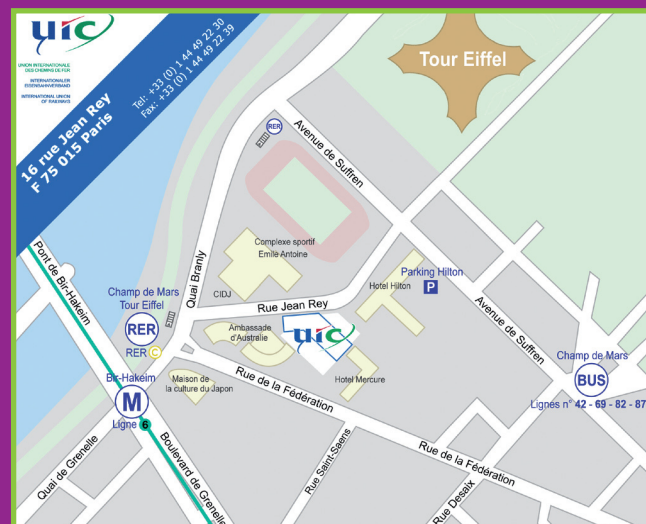 uic
UNION INTERNATIONALE
DES CHEMINS DE FER
INTERNATIONALER
EISENBAHNVERBAND
INTERNATIONAL UNION
OF RAILWAYS
16 rue Jean Rey
F 75 015 Paris
Tel: +33 (0) 1 44 49 22 30
Fax: +33 (0) 1 44 49 22 39
Tour Eiffel
RER
Avenue de Suffren
Complexe sportif
Emile Antoine
Pont de Bir-Hakeim
Quai Branly
CIDJ
Champ de Mars
Tour Eiffel
RER
RER C
Rue Jean Rey
Hotel Hilton
Parking Hilton
P
Ambassade
d'Australie
uic
Avenue de Suffren
Champ de Mars
BUS
Lignes n° 42 - 69 - 82 - 87
Bir-Hakeim
M
Ligne 6
Maison de
la culture du Japon
Hotel Mercure
Rue de la Fédération
Rue de la Fédération
Quai de Grenelle
Boulevard de Grenelle
Rue Saint-Saens
Rue Desaix